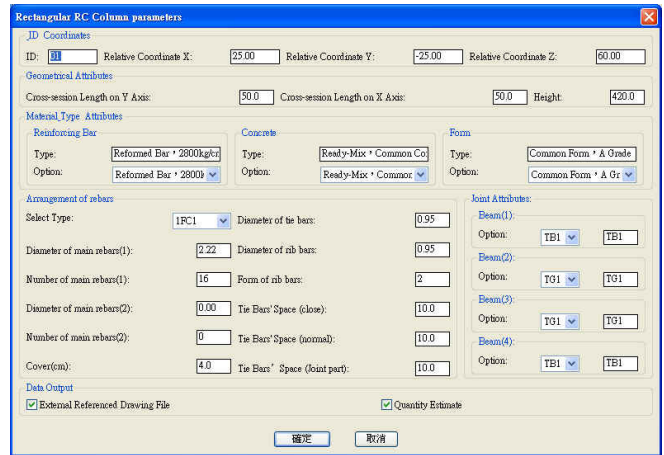 Rectangular RC Column parameters
ID Coordinates
ID: 01 Relative Coordinate X: 25.00 Relative Coordinate Y: -25.00 Relative Coordinate Z: 60.00
Geometrical Attributes
Cross-session Length on Y Axis: 50.0 Cross-session Length on X Axis: 50.0 Height: 420.0
Material Type Attributes
Reinforcing Bar Concrete Form
Type: Reformed Bar，2800kg/cr Type: Ready-Mix，Common Co: Type: Common Form，A Grade
Option: Reformed Bar，2800k Option: Ready-Mix，Common Option: Common Form，A Gr
Arrangement of rebars
Select Type: 1FC1 Diameter of tie bars: 0.95
Diameter of main rebars(1): 2.22 Diameter of rib bars: 0.95
Number of main rebars(1): 16 Form of rib bars: 2
Diameter of main rebars(2): 0.00 Tie Bars'Space (close): 10.0
Number of main rebars(2): 0 Tie Bars'Space (normal): 10.0
Cover(cm): 4.0 Tie Bars' Space (Joint part): 10.0
Joint Attributes:
Beam(1):
Option: TB1 TB1
Beam(2):
Option: TG1 TG1
Beam(3):
Option: TG1 TG1
Beam(4):
Option: TB1 TB1
Data Output
External Referenced Drawing File Quantity Estimate
確定 取消